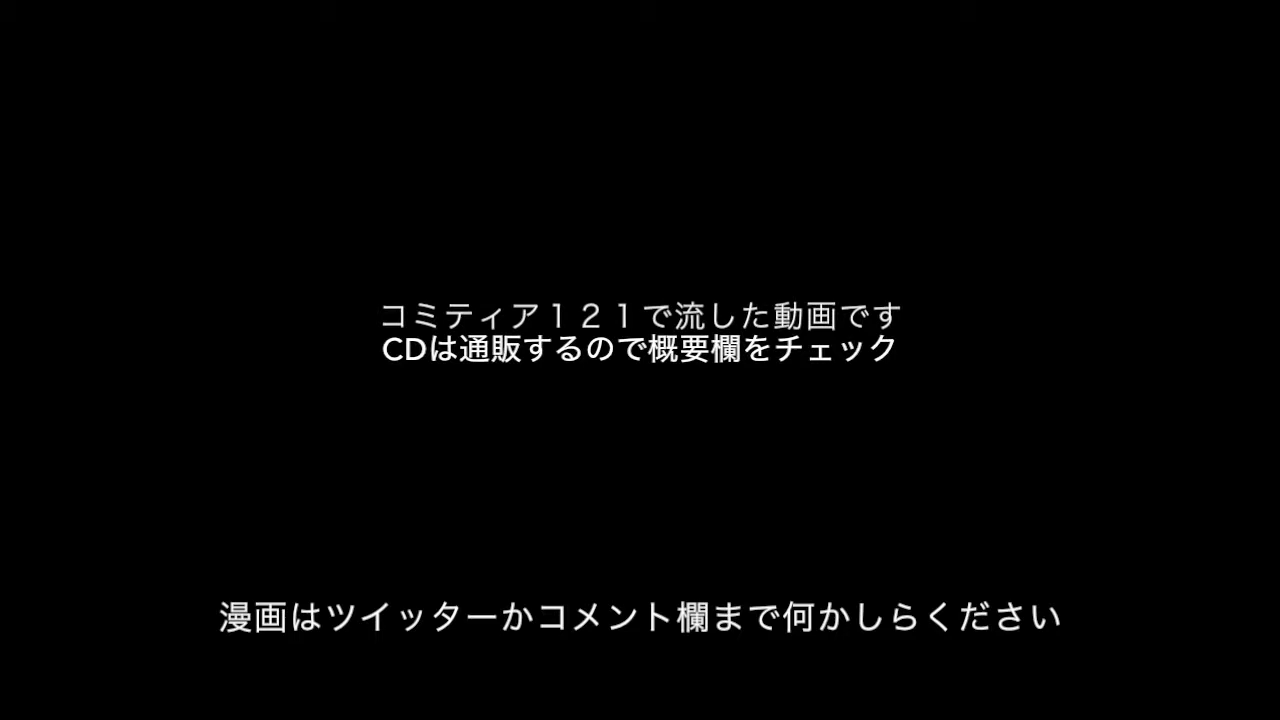 コミティア１２１で流した動画です
CDは通販するので概要欄をチェック
漫画はツイッターかコメント欄まで何かしらください